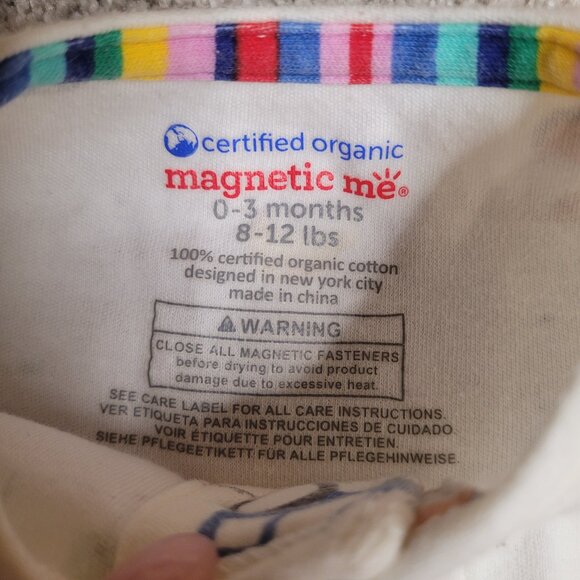 certified organic
magnetic me®
0-3 months
8-12 lbs
100% certified organic cotton
designed in new york city
made in china
WARNING
CLOSE ALL MAGNETIC FASTENERS
before drying to avoid product
damage due to excessive heat.
SEE CARE LABEL FOR ALL CARE INSTRUCTIONS.
VER ETIQUETA PARA INSTRUCCIONES DE CUIDADO
VOIR ÉTIQUETTE POUR ENTRETIEN.
SIEHE PFLEGEETIKETT FÜR ALLE PFLEGEHINWEISE.